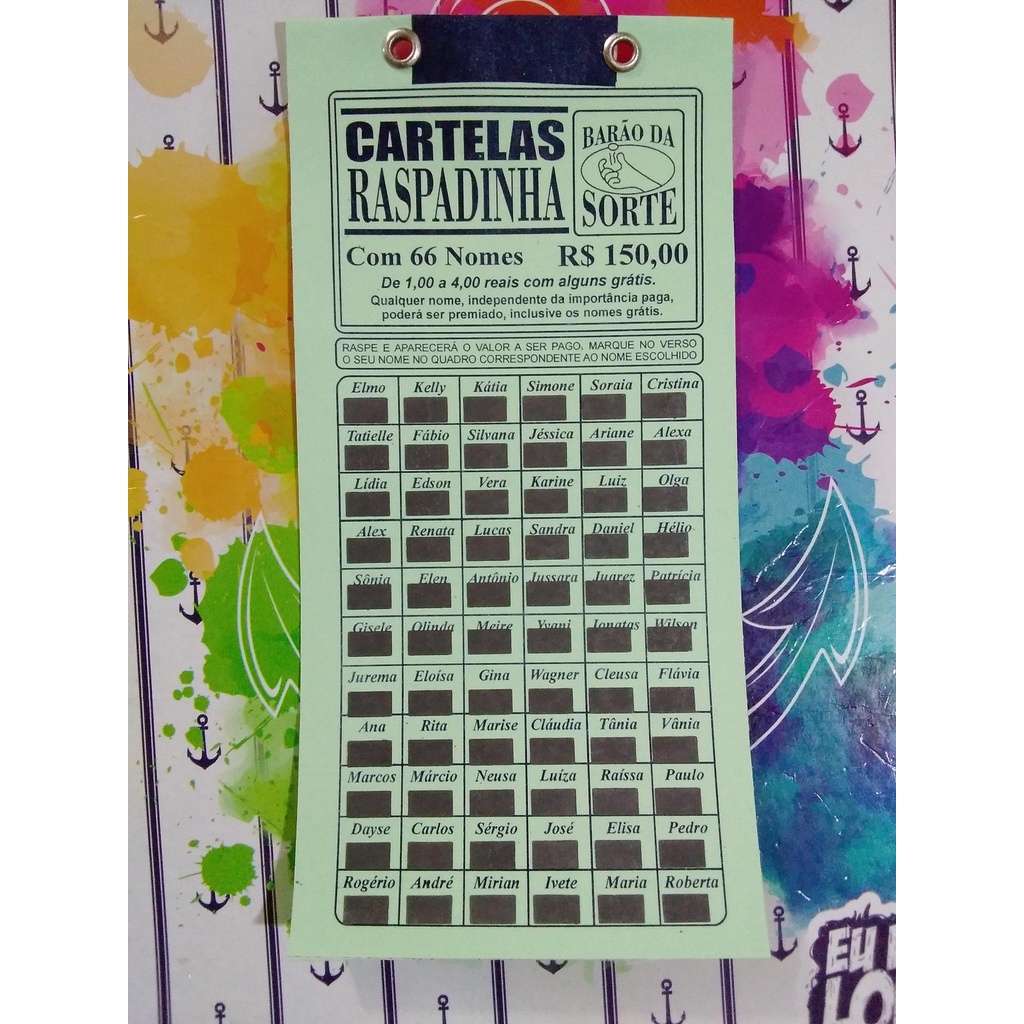 CARTELAS
RASPADINHA
BARÃO DA
SORTE
Com 66 Nomes R$ 150,00
De 1,00 a 4,00 reais com alguns grátis.
Qualquer nome, independente da importância paga,
poderá ser premiado, inclusive os nomes grátis.
RASPE E APARECERÁ O VALOR A SER PAGO. MARQUE NO VERSO
O SEU NOME NO QUADRO CORRESPONDENTE AO NOME ESCOLHIDO
Elmo Kelly Kátia Simone Soraia Cristina
Tatielle Fábio Silvana Jéssica Ariane Alexa
Lídia Edson Vera Karine Luiz Olga
Alex Renata Lucas Sandra Daniel Hélio
Sônia Elen Antônio Jussara Juarez Patrícia
Gisele Olinda Meire Yvani Jonatas Wilson
Jurema Eloísa Gina Wagner Cleusa Flávia
Ana Rita Marise Cláudia Tânia Vânia
Marcos Márcio Neusa Luíza Raíssa Paulo
Dayse Carlos Sérgio José Elisa Pedro
Rogério André Mirian Ivete Maria Roberta
EU
LO